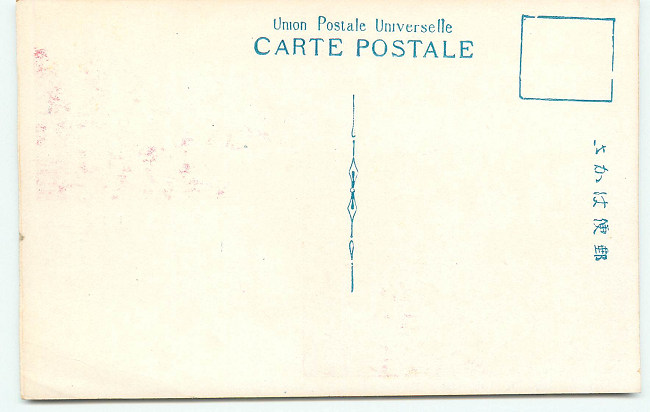 Union Postale Universelle
CARTE POSTALE
郵便はかき